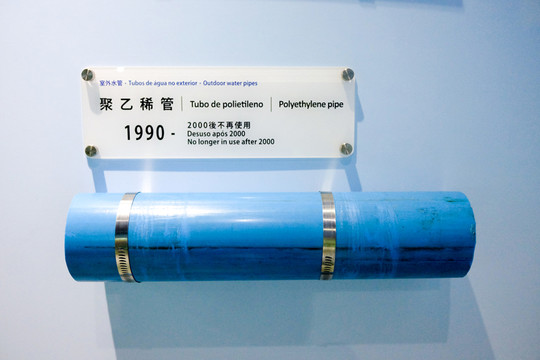 室外水管 - Tubos de água no exterior - Outdoor water pipes
聚乙稀管 | Tubo de polietileno | Polyethylene pipe
1990 -
2000後不再使用
Desuso após 2000
No longer in use after 2000